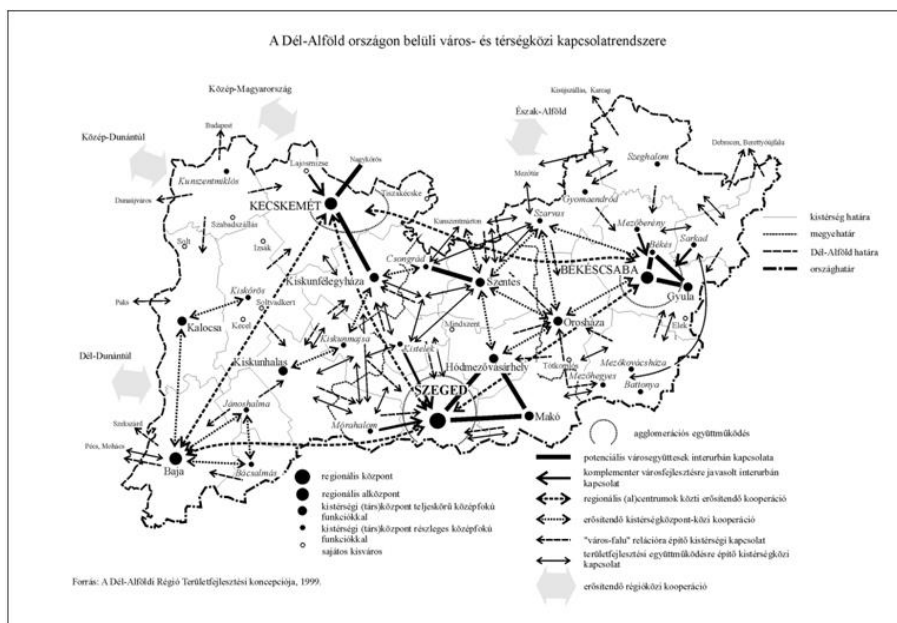 A Dél-Alföld országon belüli város- és térségközi kapcsolatrendszere
Közép-Magyarország
Kisújszállás, Karcag
Észak-Alföld
Budapest
Közép-Dunántúl
Debrecen, Berettyóújfalu
Lajosmizse
Nagykőrös
Szeghalom
Kunszentmiklós
Mezőtúr
Tiszakécske
Gyomaendrőd
Dunaújváros
KECSKEMÉT
Kunszentmárton
Szarvas
Mezőberény
Szabadszállás
Békés
Sarkad
Solt
Izsák
Csongrád
BÉKÉSCSABA
Kiskunfélegyháza
Szentes
Gyula
Paks
Kiskőrös
Soltvadkert
Kalocsa
Kecel
Mindszent
Orosháza
Elek
Kiskunmajsa
Kistelek
Dél-Dunántúl
Kiskunhalas
Hódmezővásárhely
Tótkomlós
Mezőkovácsháza
Mezőhegyes
Battonya
SZEGED
Jánoshalma
Makó
Szekszárd
Mórahalom
Pécs, Mohács
Baja
Bácsalmás
kistérség határa
megyehatár
Dél-Alföld határa
országhatár
regionális központ
regionális alközpont
kistérségi (társ)központ teljeskörű középfokú
funkciókkal
kistérségi (társ)központ részleges középfokú
funkciókkal
sajátos kisváros
agglomerációs együttműködés
potenciális városegyüttesek interurbán kapcsolata
komplementer városfejlesztésre javasolt interurbán
kapcsolat
regionális (al)centrumok közti erősítendő kooperáció
erősítendő kistérségközpont-közi kooperáció
"város-falu" relációra építő kistérségi kapcsolat
területfejlesztési együttműködésre építő kistérségközi
kapcsolat
erősítendő régióközi kooperáció
Forrás: A Dél-Alföldi Régió Területfejlesztési koncepciója, 1999.